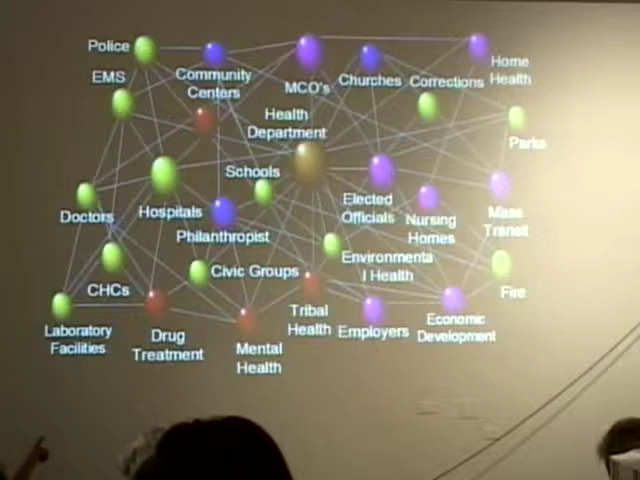 Police
EMS
Community
Centers
MCO's
Churches
Corrections
Home
Health
Health
Department
Parks
Schools
Doctors
Hospitals
Philanthropist
Elected
Officials
Nursing
Homes
Mass
Transit
CHCs
Civic Groups
Environmenta
l Health
Fire
Laboratory
Facilities
Drug
Treatment
Mental
Health
Tribal
Health
Employers
Economic
Development